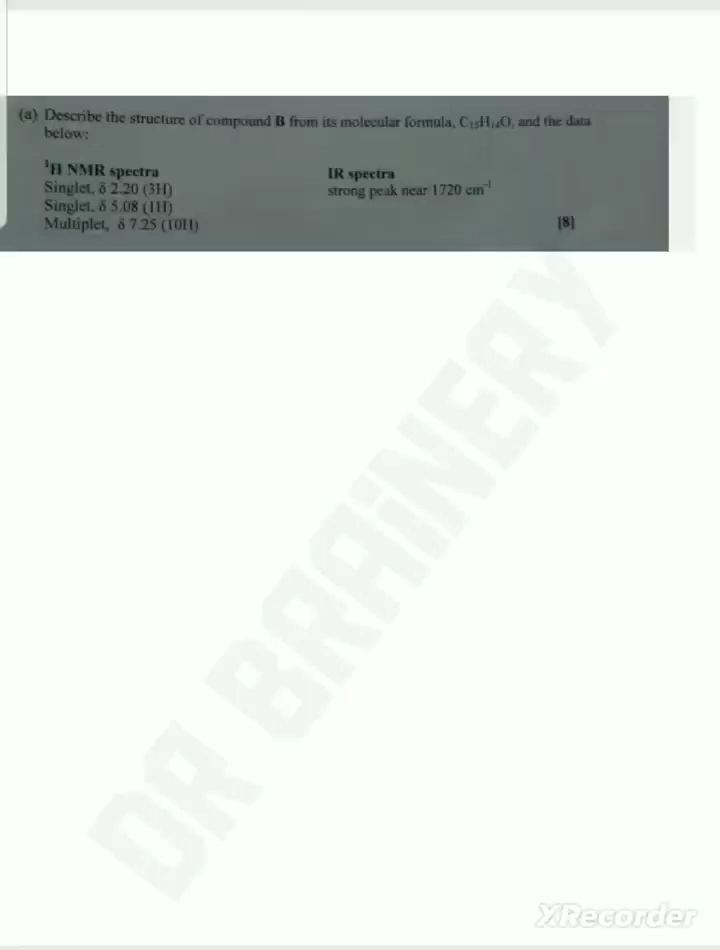 (a) Describe the structure of compound B from its molecular formula, C₁₅H₁₄O, and the data
below:
¹H NMR spectra
IR spectra
Singlet, δ 2.20 (3H)
strong peak near 1720 cm⁻¹
Singlet, δ 5.08 (1H)
Multiplet, δ 7.25 (10H)
[8]
DR BRAINERY
XRecorder